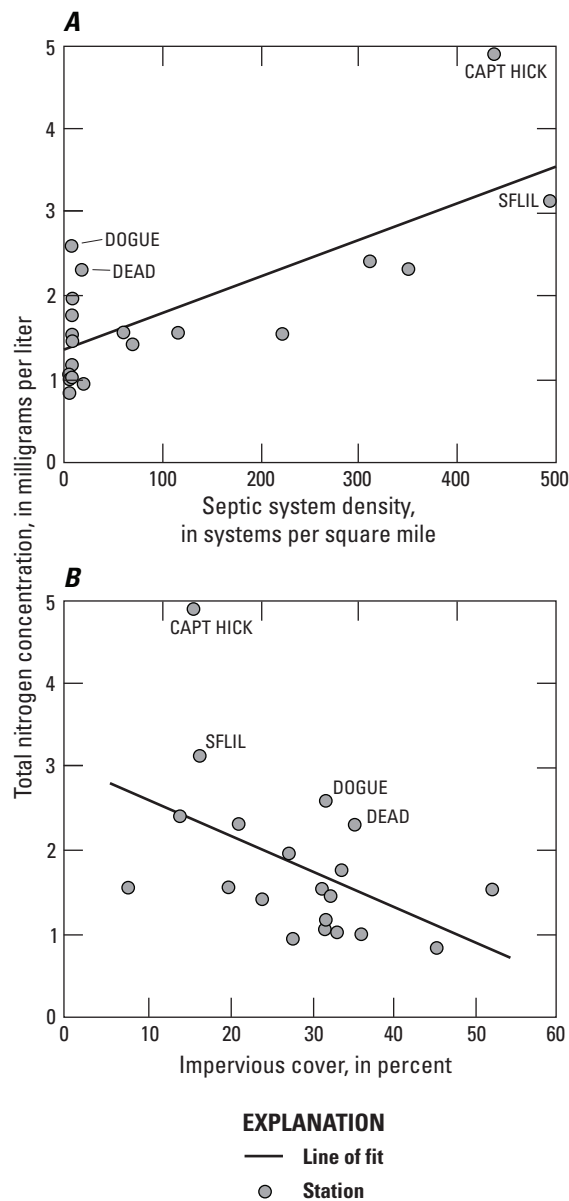 A
5
4
3
2
1
0
CAPT HICK
SFLIL
DOGUE
DEAD
0 100 200 300 400 500
Septic system density,
in systems per square mile
Total nitrogen concentration, in milligrams per liter
B
5
4
3
2
1
0
CAPT HICK
SFLIL
DOGUE
DEAD
0 10 20 30 40 50 60
Impervious cover, in percent
EXPLANATION
Line of fit
Station